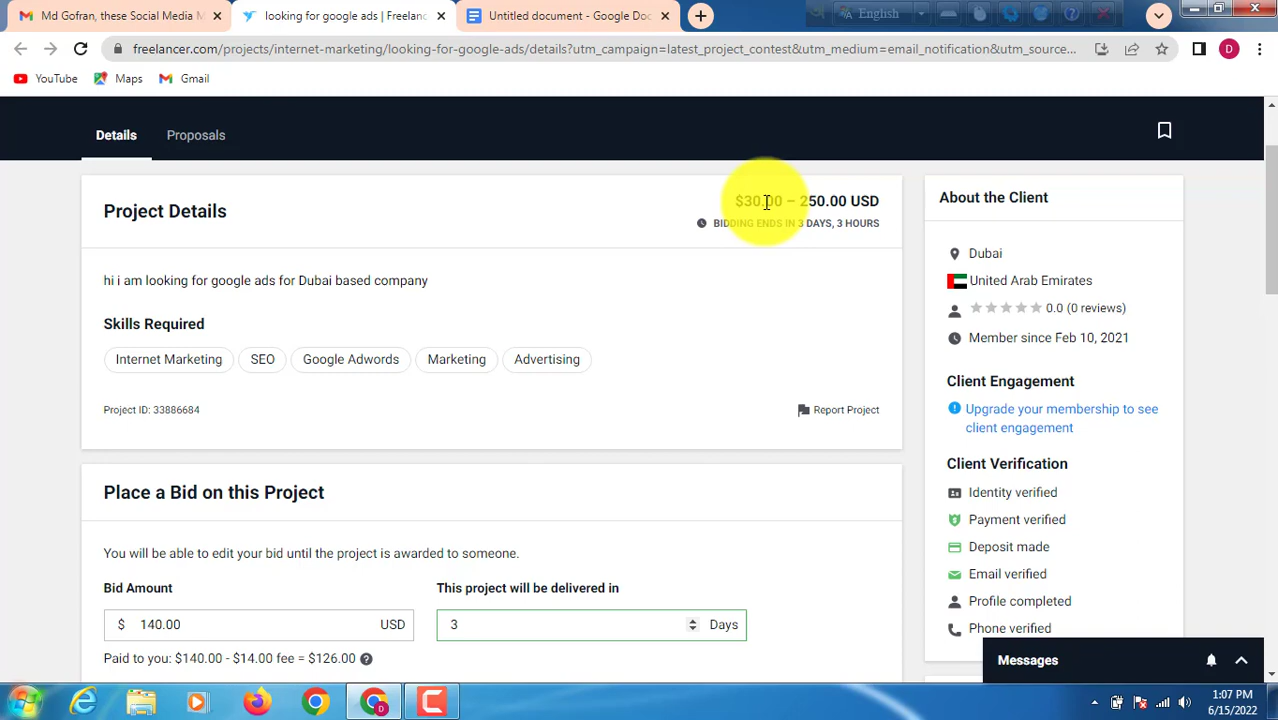 Md Gofran, these Social Media M
looking for google ads | Freelanc
Untitled document - Google Doc
English
freelancer.com/projects/internet-marketing/looking-for-google-ads/details?utm_campaign=latest_project_contest&utm_medium=email_notification&utm_source...
D
YouTube
Maps
Gmail
Details
Proposals
Project Details
$30.00 – 250.00 USD
BIDDING ENDS IN 3 DAYS, 3 HOURS
hi i am looking for google ads for Dubai based company
Skills Required
Internet Marketing
SEO
Google Adwords
Marketing
Advertising
Project ID: 33886684
Report Project
Place a Bid on this Project
You will be able to edit your bid until the project is awarded to someone.
Bid Amount
This project will be delivered in
$ 140.00 USD
3 Days
Paid to you: $140.00 - $14.00 fee = $126.00
About the Client
Dubai
United Arab Emirates
0.0 (0 reviews)
Member since Feb 10, 2021
Client Engagement
Upgrade your membership to see
client engagement
Client Verification
Identity verified
Payment verified
Deposit made
Email verified
Profile completed
Phone verified
Messages
1:07 PM
6/15/2022